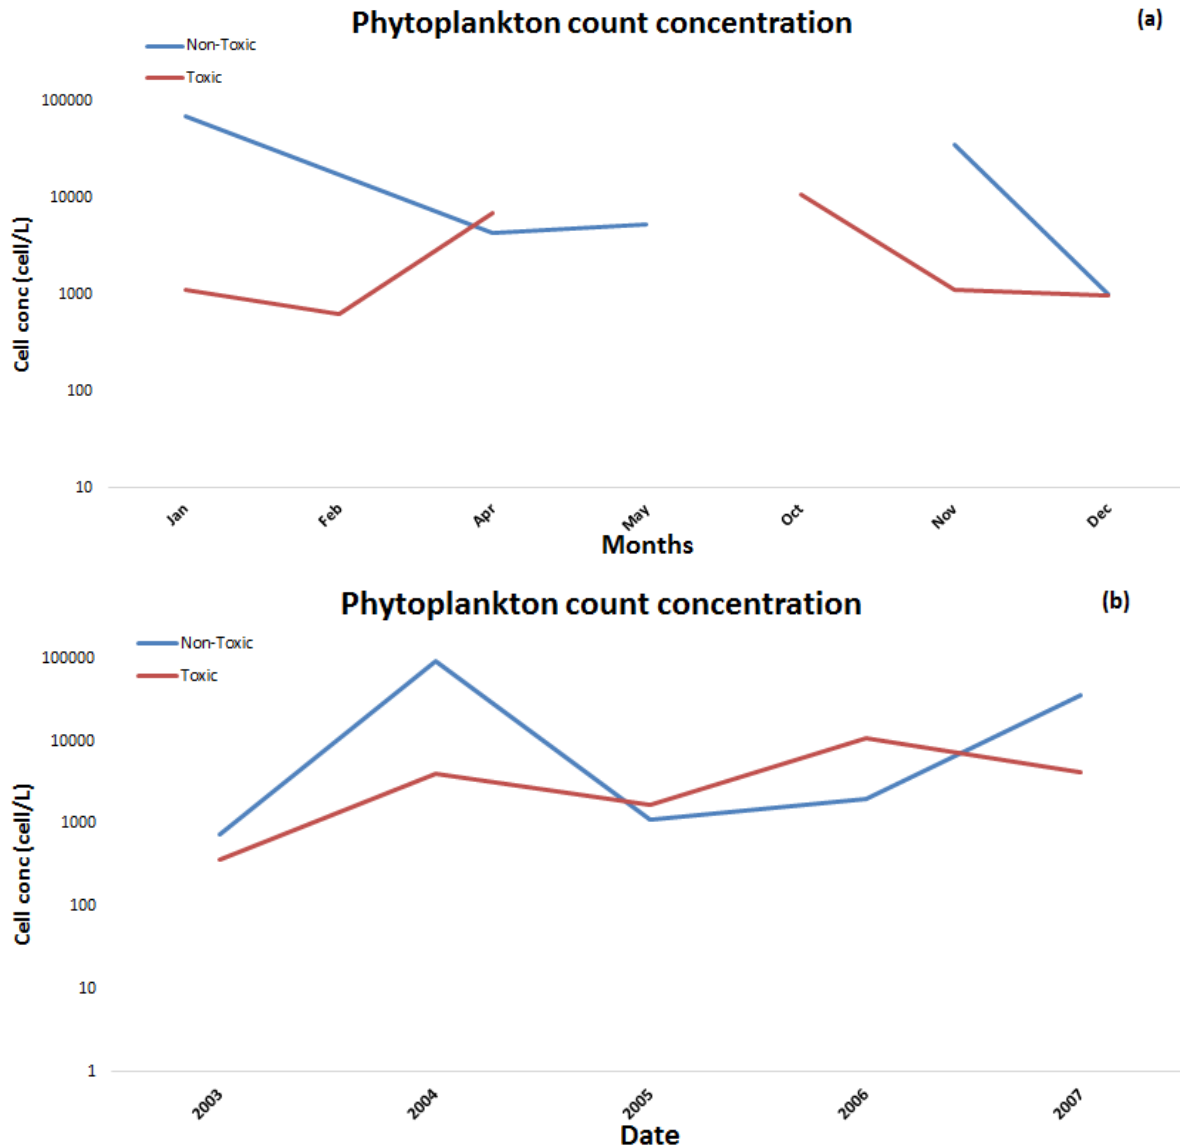 Phytoplankton count concentration
(a)
Non-Toxic
Toxic
100000
10000
1000
100
10
Cell conc (cell/L)
Jan
Feb
Apr
May
Oct
Nov
Dec
Months
Phytoplankton count concentration
(b)
Non-Toxic
Toxic
100000
10000
1000
100
10
1
Cell conc (cell/L)
2003
2004
2005
2006
2007
Date